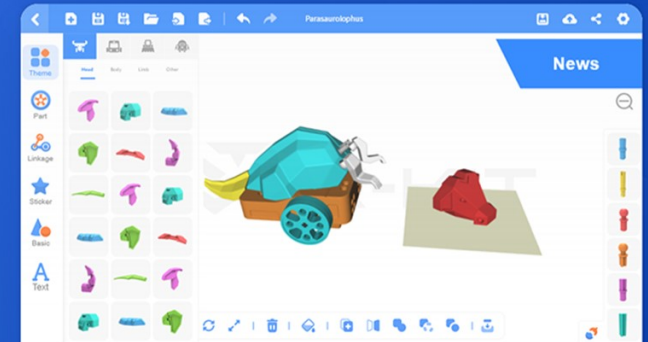 Parasaurolophus
News
Theme
Head
Body
Limb
Other
Part
Linkage
Sticker
Basic
Text